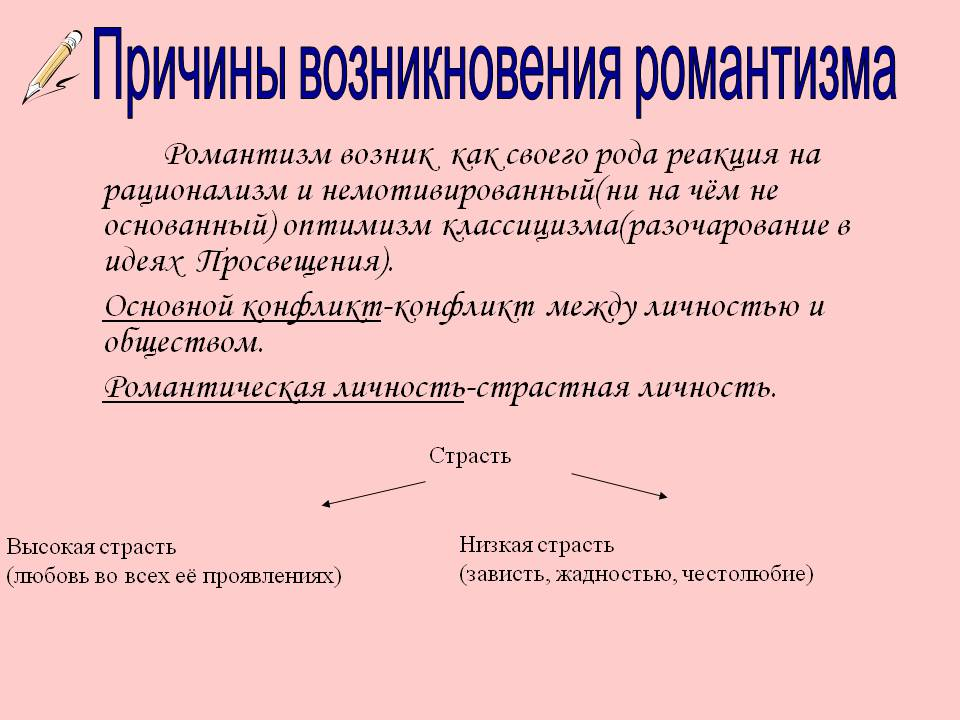 Причины возникновения романтизма
Романтизм возник как своего рода реакция на
рационализм и немотивированный(ни на чём не
основанный) оптимизм классицизма(разочарование в
идеях Просвещения).
Основной конфликт-конфликт между личностью и
обществом.
Романтическая личность-страстная личность.
Страсть
Высокая страсть
(любовь во всех её проявлениях)
Низкая страсть
(зависть, жадностью, честолюбие)